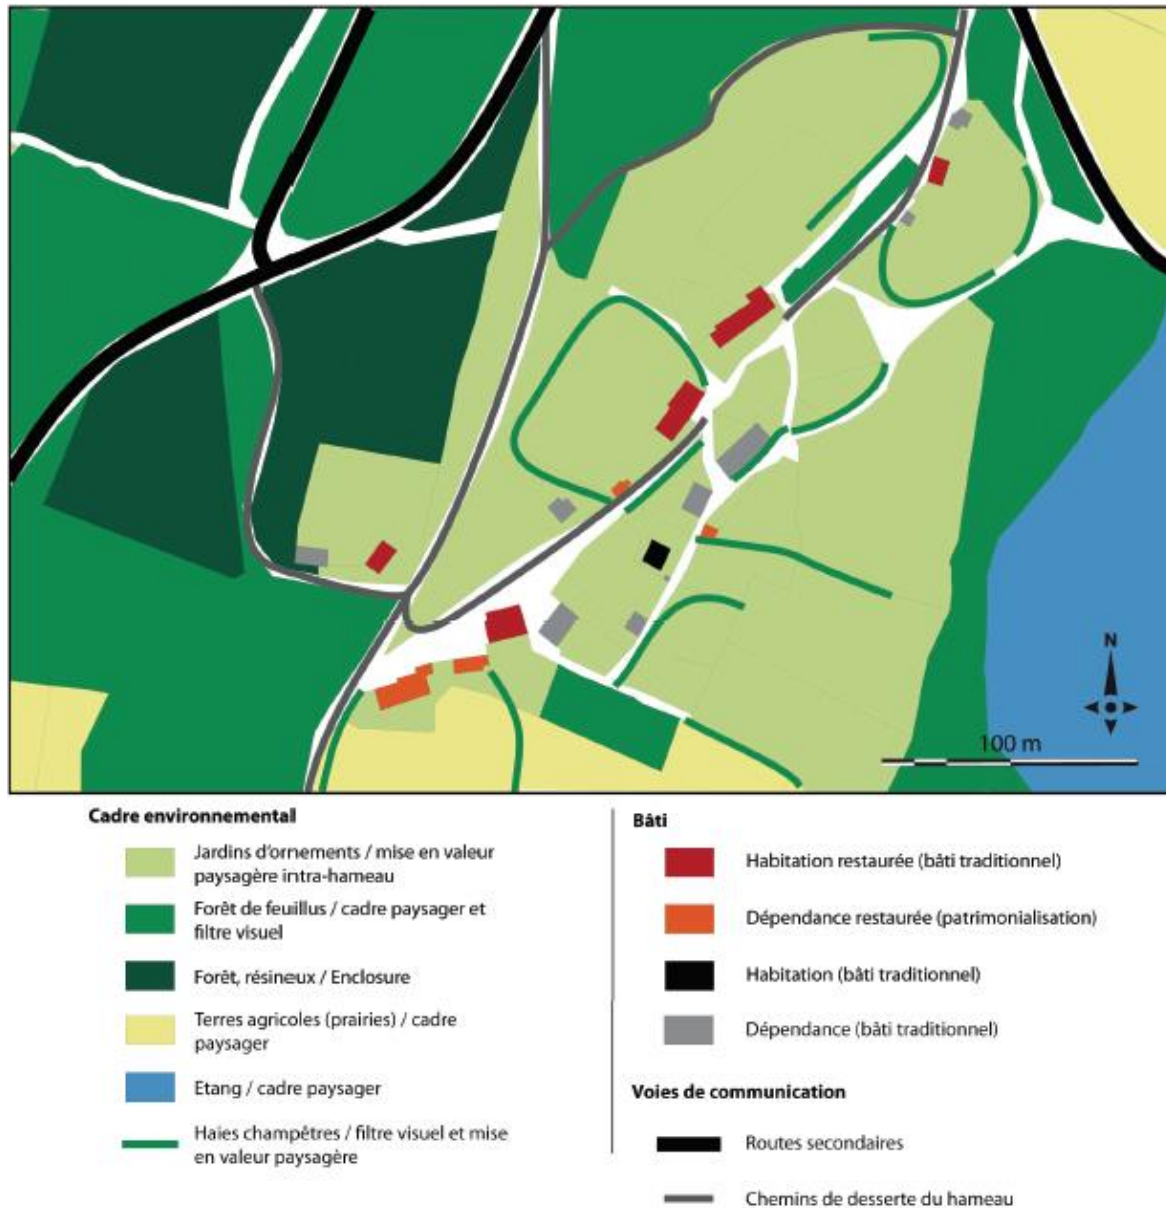 N
100 m
Cadre environnemental
Jardins d'ornements / mise en valeur
paysagère intra-hameau
Forêt de feuillus / cadre paysager et
filtre visuel
Forêt, résineux / Enclosure
Terres agricoles (prairies) / cadre
paysager
Etang / cadre paysager
Haies champêtres / filtre visuel et mise
en valeur paysagère
Bâti
Habitation restaurée (bâti traditionnel)
Dépendance restaurée (patrimonialisation)
Habitation (bâti traditionnel)
Dépendance (bâti traditionnel)
Voies de communication
Routes secondaires
Chemins de desserte du hameau